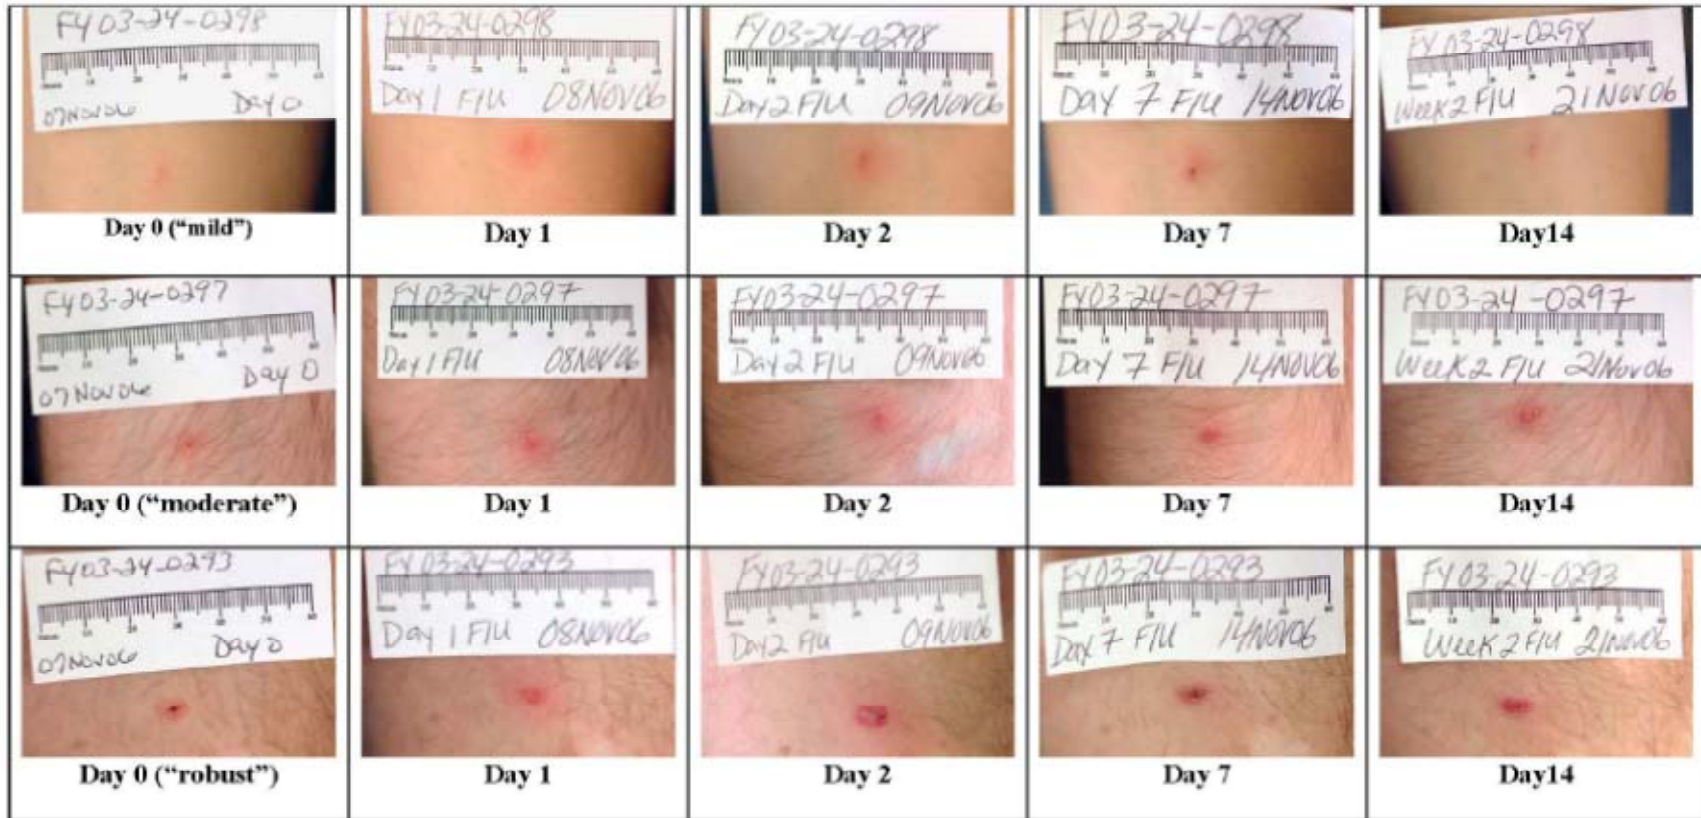 FY03-24-0298
07Nov06 Day 0
Day 0 (“mild”)
FY03-24-0298
Day 1 F/U 08NOV06
Day 1
FY03-24-0298
Day 2 F/U 09NOV06
Day 2
FY03-24-0298
Day 7 F/U 14NOV06
Day 7
FY03-24-0298
Week 2 F/U 21Nov06
Day14
FY03-24-0297
07Nov06 Day 0
Day 0 (“moderate”)
FY03-24-0297
Day 1 F/U 08NOV06
Day 1
FY03-24-0297
Day 2 F/U 09NOV06
Day 2
FY03-24-0297
Day 7 F/U 14NOV06
Day 7
FY03-24-0297
Week 2 F/U 21Nov06
Day14
FY03-24-0293
07Nov06 Day 0
Day 0 (“robust”)
FY03-24-0293
Day 1 F/U 08NOV06
Day 1
FY03-24-0293
Day 2 F/U 09NOV06
Day 2
FY03-24-0293
Day 7 F/U 14NOV06
Day 7
FY03-24-0293
Week 2 F/U 21Nov06
Day14